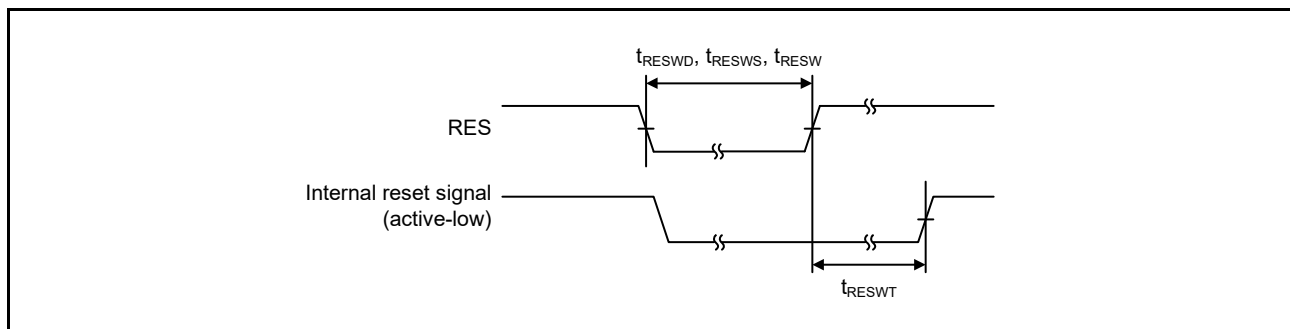 tRESWD, tRESWS, tRESW
RES
Internal reset signal
(active-low)
tRESWT